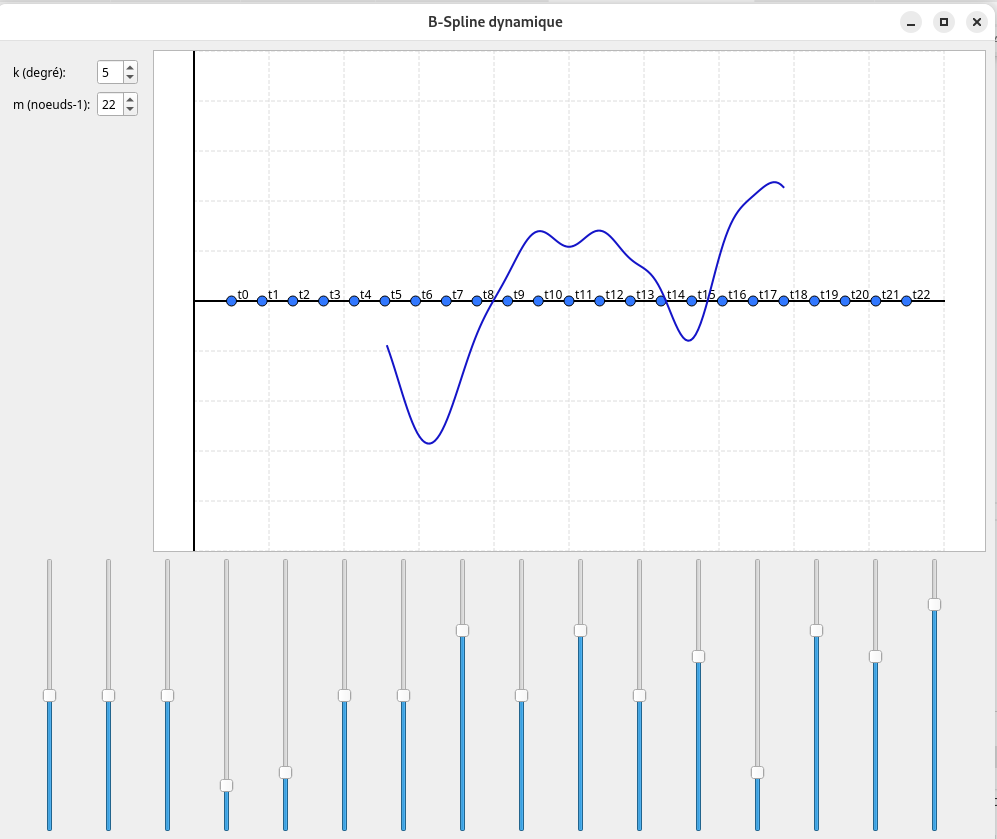 B-Spline dynamique
k (degré): 5
m (noeuds-1): 22
t0 t1 t2 t3 t4 t5 t6 t7 t8 t9 t10 t11 t12 t13 t14 t15 t16 t17 t18 t19 t20 t21 t22